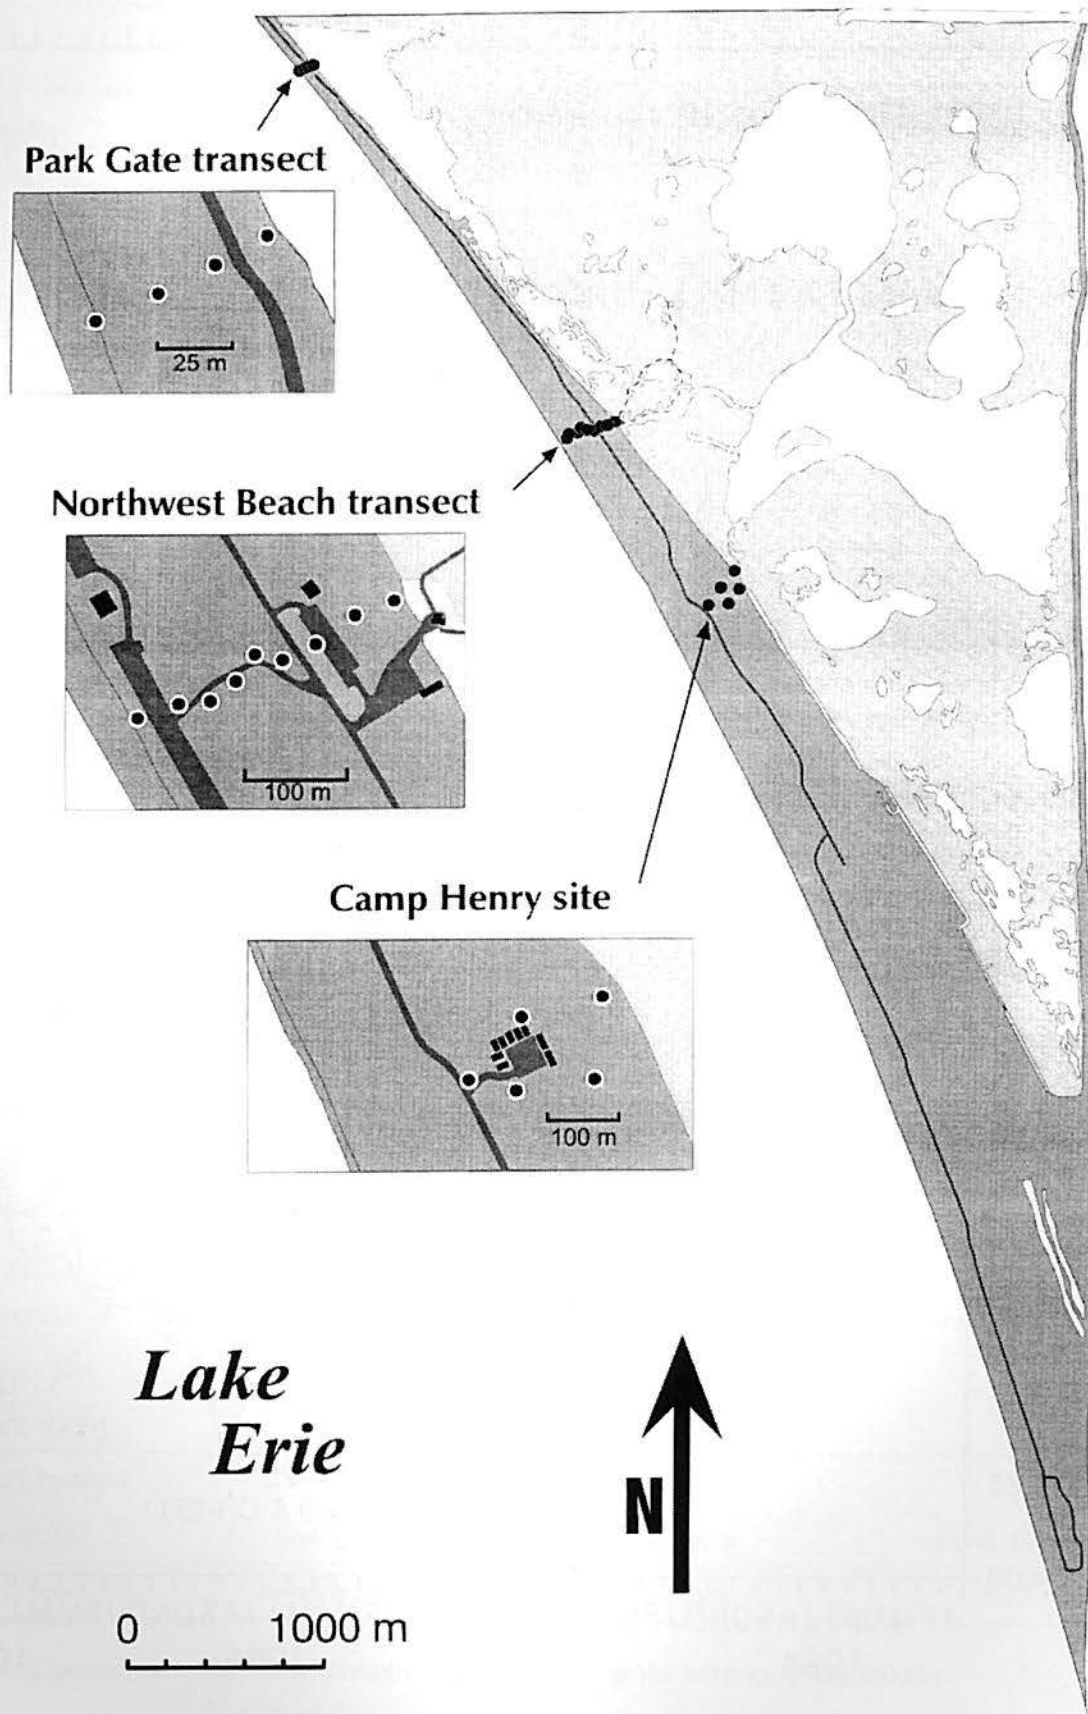 Park Gate transect
25 m
Northwest Beach transect
100 m
Camp Henry site
100 m
Lake
Erie
N
0 1000 m